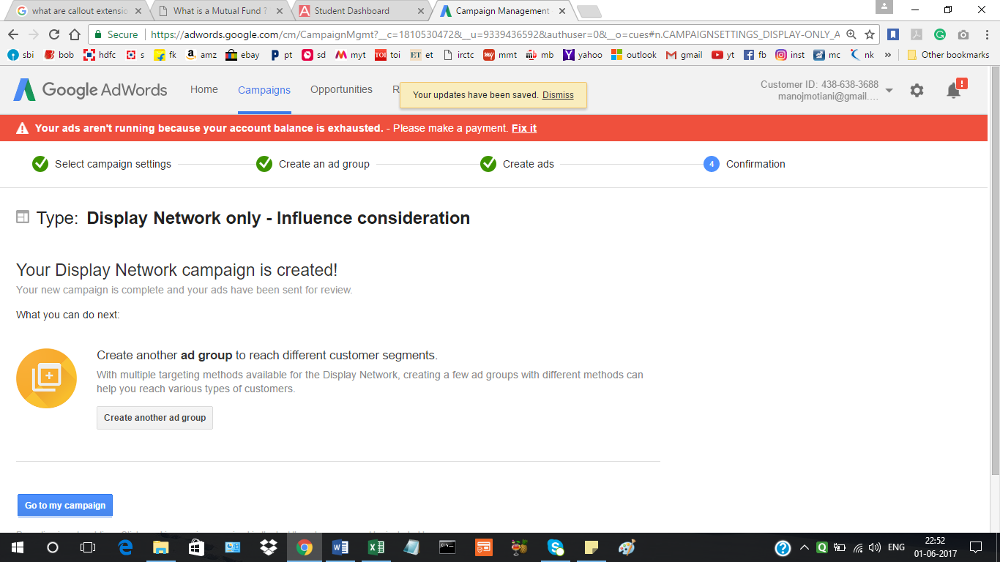 what are callout extensio
What is a Mutual Fund ?
Student Dashboard
Campaign Management
Secure
https://adwords.google.com/cm/CampaignMgmt?__c=1810530472&__u=9339436592&authuser=0&__o=cues#n.CAMPAIGNSETTINGS_DISPLAY-ONLY_A
sbi bob hdfc s fk amz ebay pt sd myt toi et irctc mmt mb yahoo outlook gmail yt fb inst mc nk » Other bookmarks
Google AdWords
Home
Campaigns
Opportunities
R
Your updates have been saved. Dismiss
Customer ID: 438-638-3688
manojmotiani@gmail....
!
Your ads aren't running because your account balance is exhausted. - Please make a payment. Fix it
Select campaign settings
Create an ad group
Create ads
4 Confirmation
Type: Display Network only - Influence consideration
Your Display Network campaign is created!
Your new campaign is complete and your ads have been sent for review.
What you can do next:
Create another ad group to reach different customer segments.
With multiple targeting methods available for the Display Network, creating a few ad groups with different methods can
help you reach various types of customers.
Create another ad group
Go to my campaign
ENG
22:52
01-06-2017